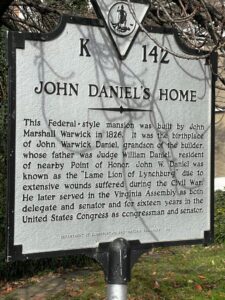 K 142
JOHN DANIEL'S HOME
This Federal-style mansion was built by John
Marshall Warwick in 1826. It was the birthplace
of John Warwick Daniel, grandson of the builder,
whose father was Judge William Daniel, resident
of nearby Point of Honor. John W. Daniel was
known as the "Lame Lion of Lynchburg" due to
extensive wounds suffered during the Civil War.
He later served in the Virginia Assembly as both
delegate and senator and for sixteen years in the
United States Congress as congressman and senator.
DEPARTMENT OF